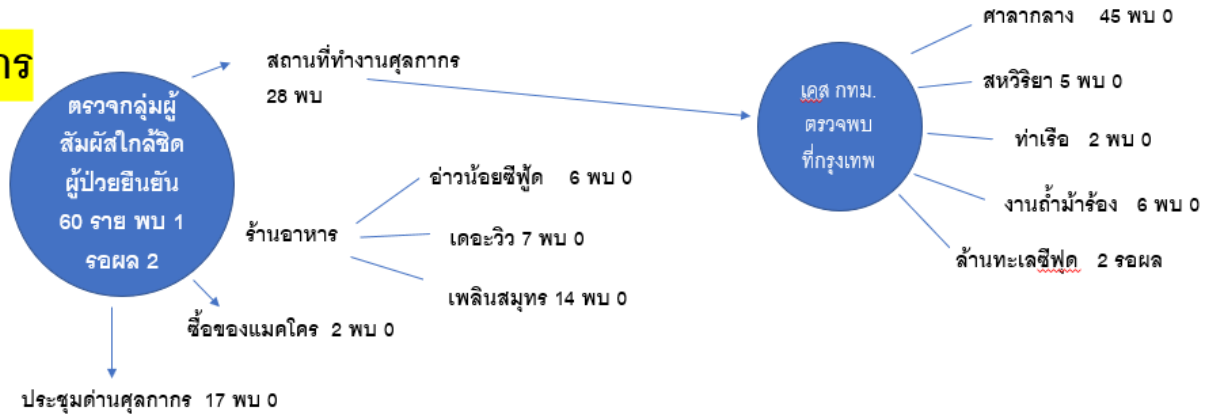 าร
ตรวจกลุ่มผู้
สัมผัสใกล้ชิด
ผู้ป่วยยืนยัน
60 ราย พบ 1
รอผล 2
สถานที่ทำงานศุลกากร
28 พบ
ร้านอาหาร
อ่าวน้อยซีฟู้ด 6 พบ 0
เดอะวิว 7 พบ 0
เพลินสมุทร 14 พบ 0
ซื้อของแมคโคร 2 พบ 0
ประชุมด่านศุลกากร 17 พบ 0
เคส กทม.
ตรวจพบ
ที่กรุงเทพ
ศาลากลาง 45 พบ 0
สหวิริยา 5 พบ 0
ท่าเรือ 2 พบ 0
งานถ้ำม้าร้อง 6 พบ 0
ล้านทะเลซีฟุด 2 รอผล